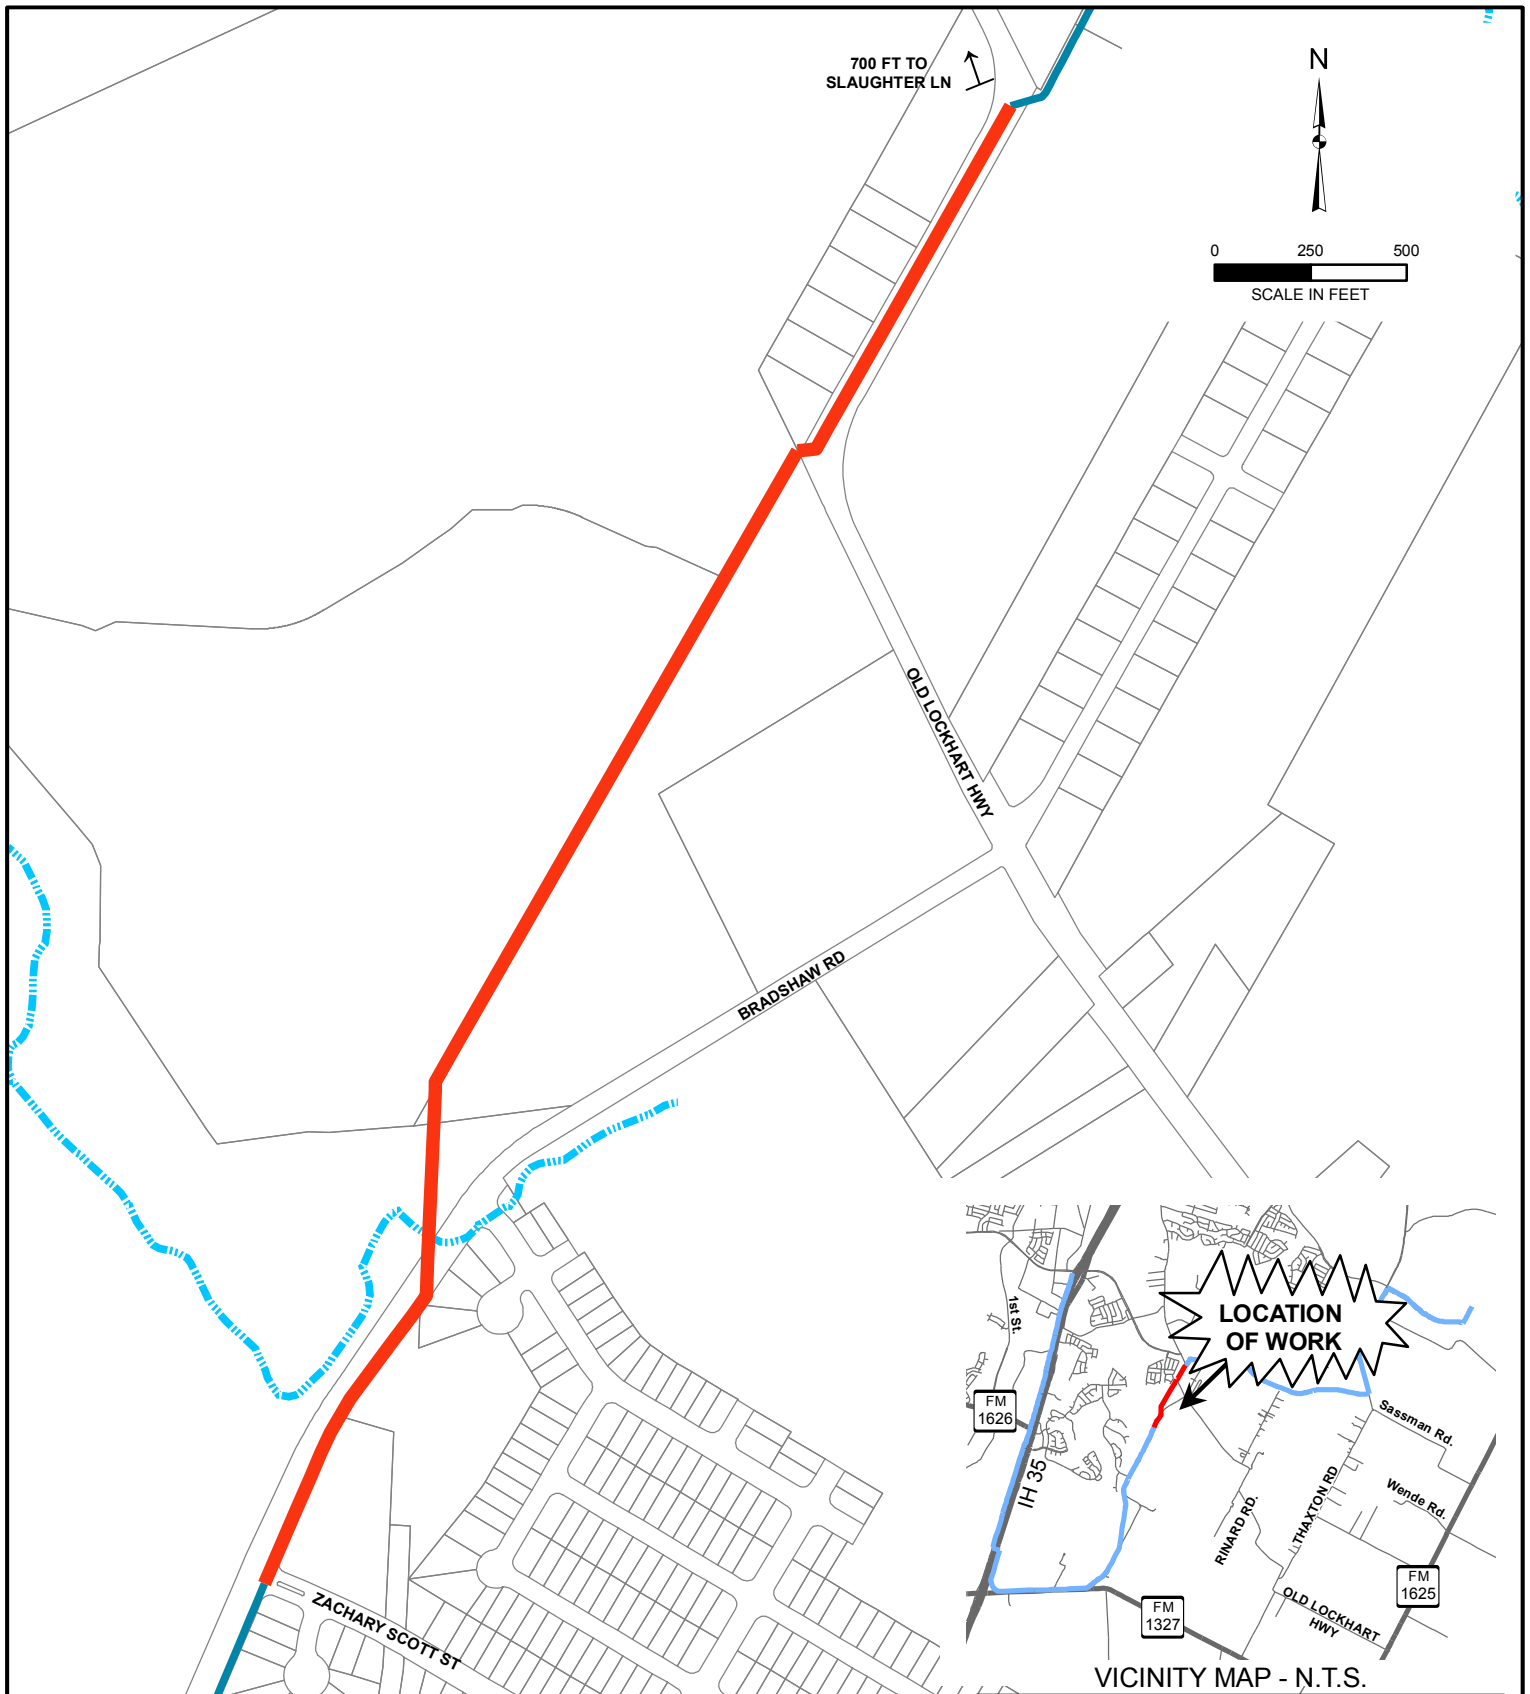 700 FT TO
SLAUGHTER LN
N
0 250 500
SCALE IN FEET
OLD LOCKHART HWY
BRADSHAW RD
ZACHARY SCOTT ST
LOCATION
OF WORK
1st St.
FM
1626
IH 35
Sassman Rd.
Wende Rd.
THAXTON RD
RINARD RD.
FM
1625
OLD LOCKHART
HWY
FM
1327
VICINITY MAP - N.T.S.